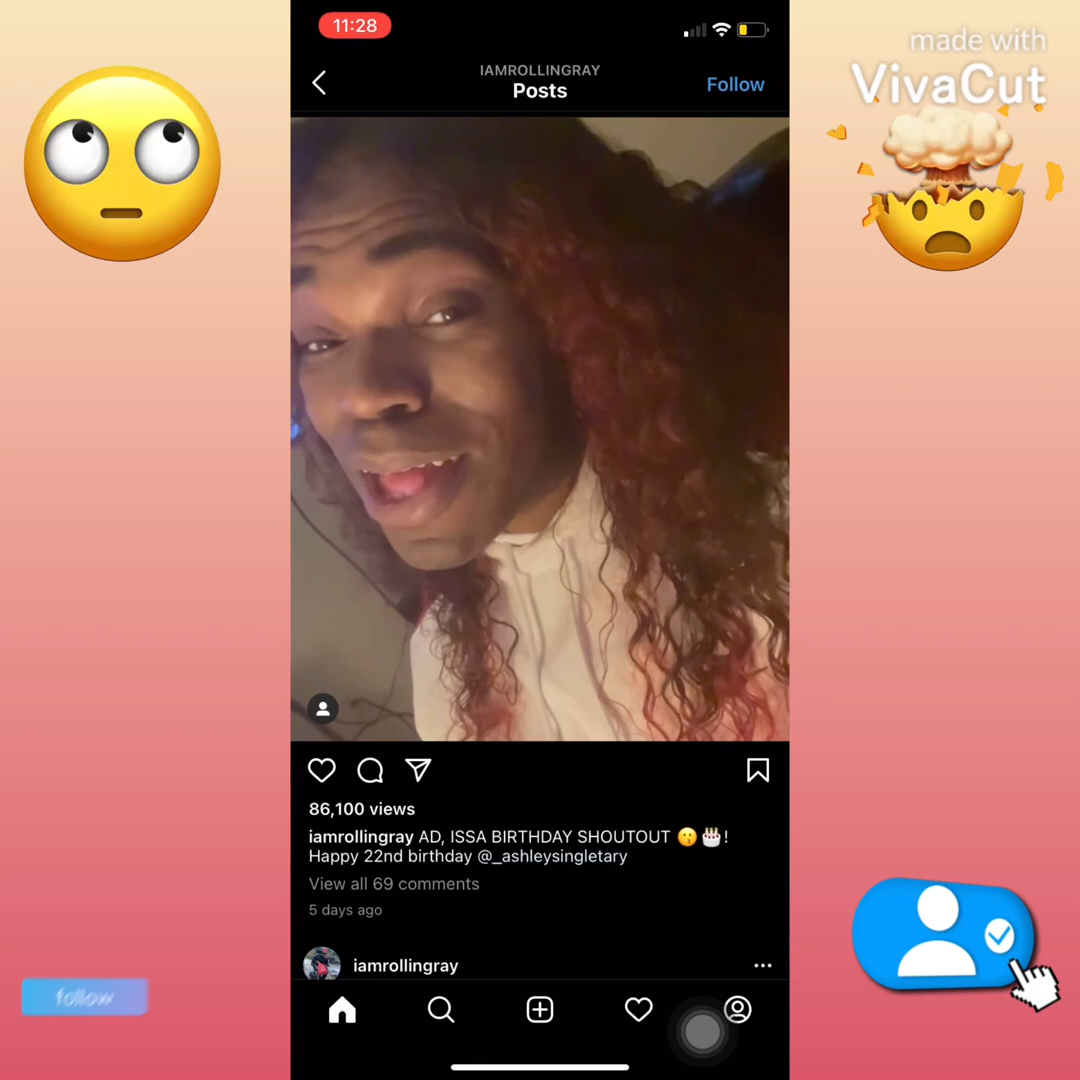 11:28
made with
VivaCut
IAMROLLINGRAY
Posts
Follow
86,100 views
iamrollingray AD, ISSA BIRTHDAY SHOUTOUT 😗🎂!
Happy 22nd birthday @_ashleysingletary
View all 69 comments
5 days ago
iamrollingray
follow